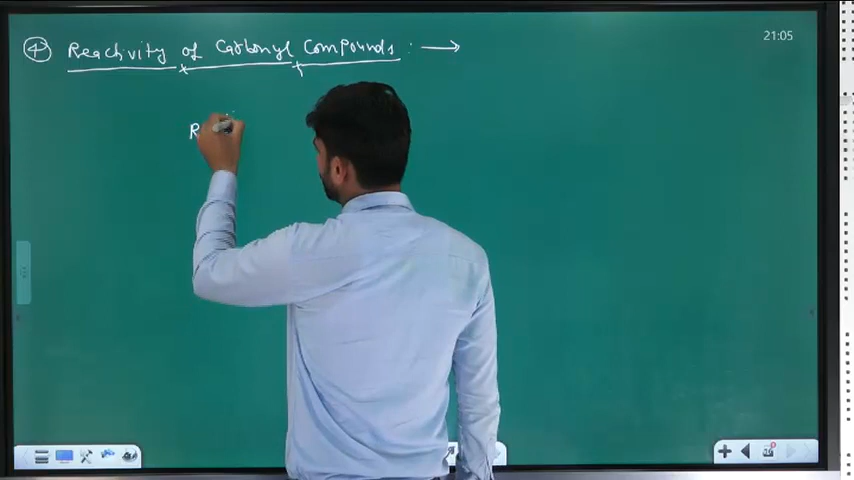 ④ Reactivity of Carbonyl Compounds : →
21:05
R